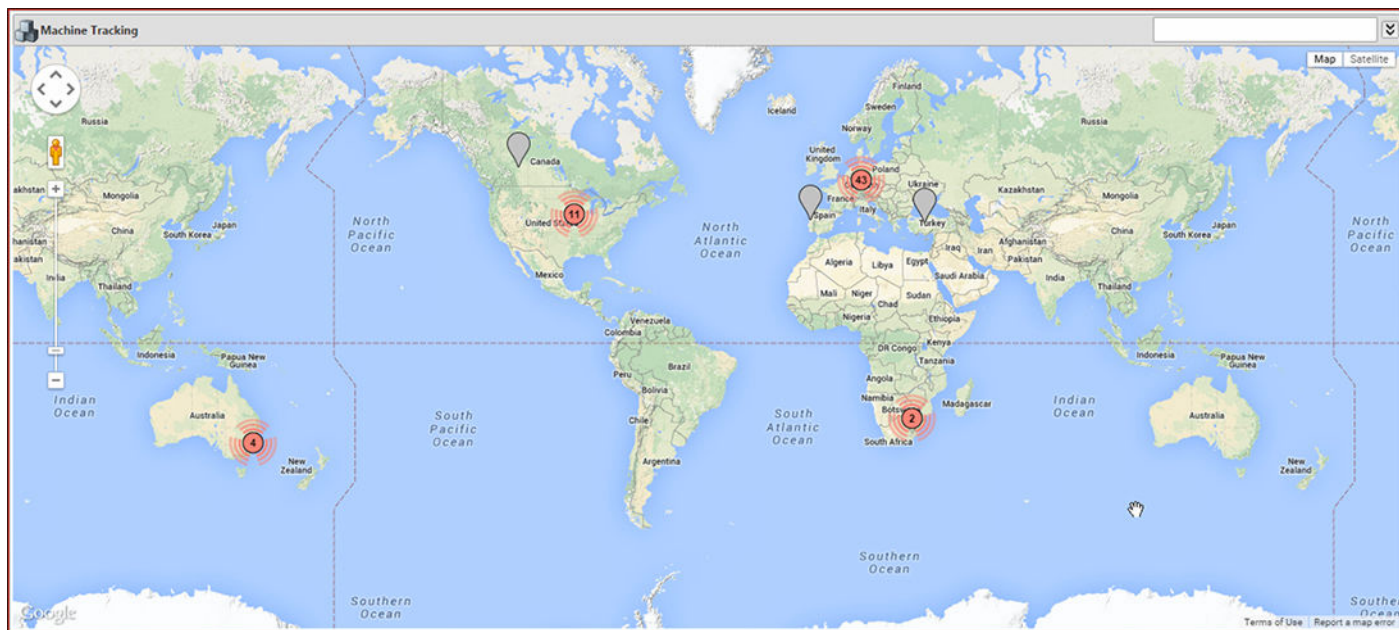 Machine Tracking
Map
Satellite
Finland
Iceland
Sweden
Russia
Norway
Russia
Canada
United
Kingdom
Poland
43
Ukraine
France
Kazakhstan
Mongolia
Mongolia
11
Spain
Italy
Turkey
North
Pacific
Ocean
North
Atlantic
Ocean
North
Pacific
Ocean
Japan
South Korea
China
Japan
South Korea
China
Afghanistan
Iraq
Iran
Pakistan
Algeria
Libya
Egypt
Saudi Arabia
India
India
Mexico
Thailand
Thailand
Mali
Niger
Chad
Sudan
Nigeria
Ethiopia
Venezuela
Colombia
Kenya
DR Congo
Tanzania
Indonesia
Papua New
Guinea
Indonesia
Papua New
Guinea
Peru
Brazil
Bolivia
Angola
Namibia
Madagascar
Indian
Ocean
Indian
Ocean
Australia
Australia
4
2
South
Pacific
Ocean
South
Atlantic
Ocean
Chile
South Africa
Argentina
New
Zealand
New
Zealand
Southern
Ocean
Southern
Ocean
Google
Terms of Use
Report a map error